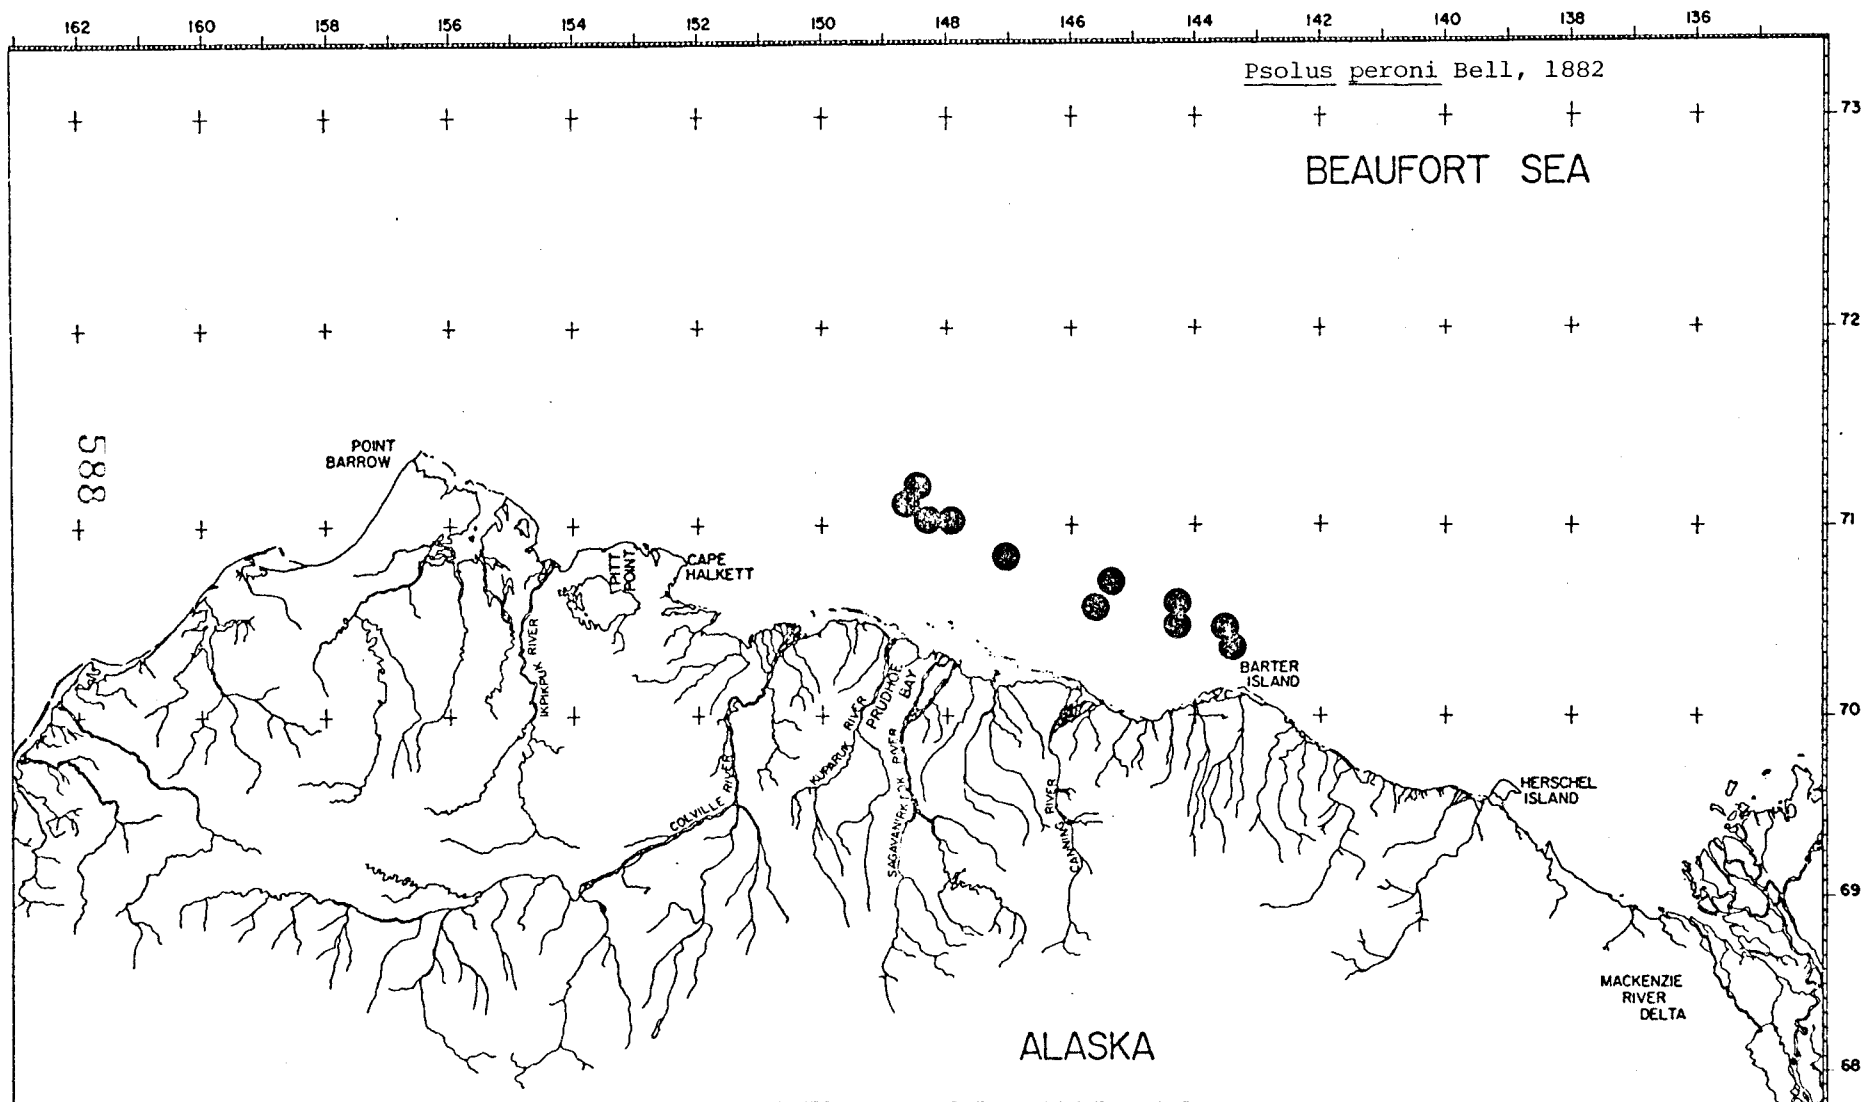 162 160 158 156 154 152 150 148 146 144 142 140 138 136
Psolus peroni Bell, 1882
73
BEAUFORT SEA
72
POINT
BARROW
588
71
PITT
POINT
CAPE
HALKETT
IKPIKPUK RIVER
BARTER
ISLAND
PRUDHOE
BAY
KUPARUK RIVER
70
COLVILLE RIVER
SAGAVANIRKTOK RIVER
CANNING RIVER
HERSCHEL
ISLAND
69
MACKENZIE
RIVER
DELTA
ALASKA
68